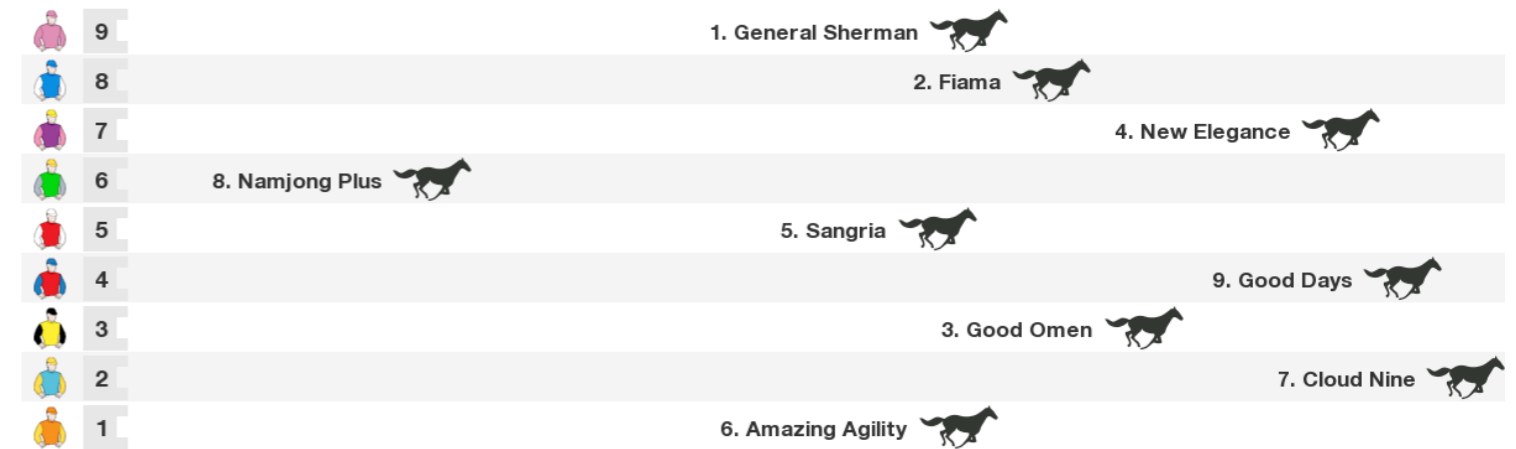 9 1. General Sherman
8 2. Fiama
7 4. New Elegance
6 8. Namjong Plus
5 5. Sangria
4 9. Good Days
3 3. Good Omen
2 7. Cloud Nine
1 6. Amazing Agility